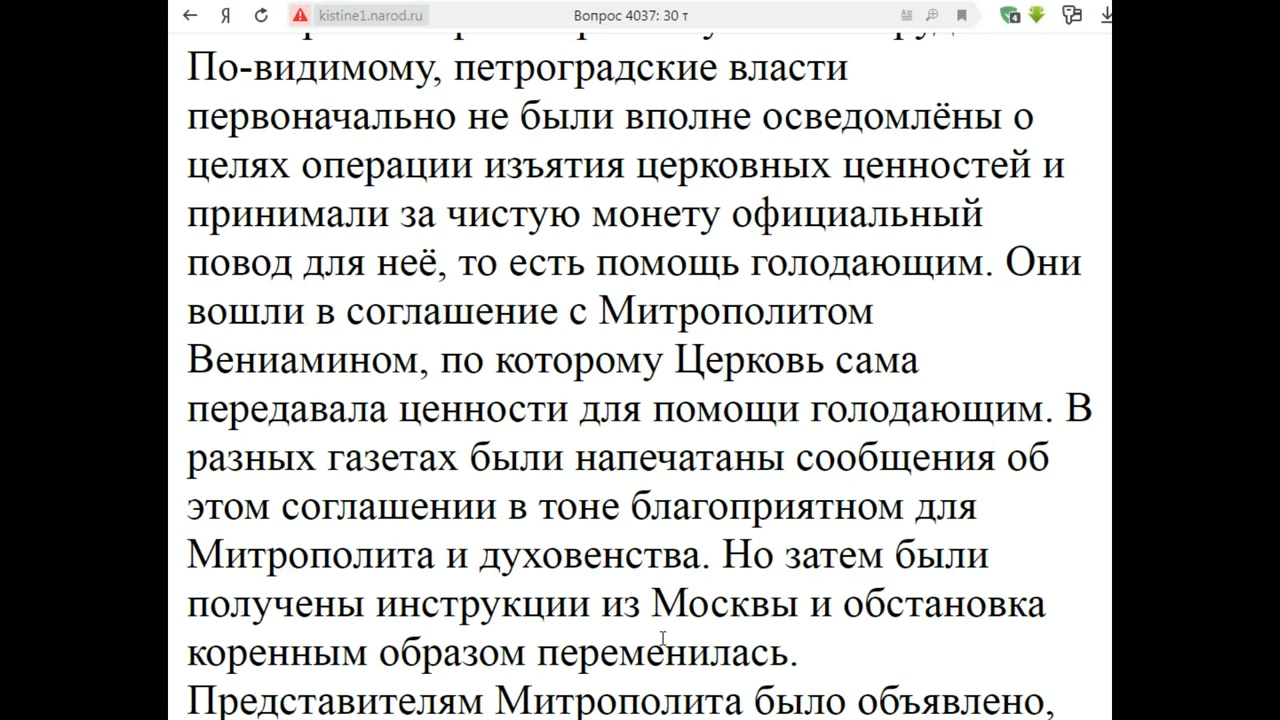 Я kistine1.narod.ru Вопрос 4037: 30 т 4
По-видимому, петроградские власти
первоначально не были вполне осведомлёны о
целях операции изъятия церковных ценностей и
принимали за чистую монету официальный
повод для неё, то есть помощь голодающим. Они
вошли в соглашение с Митрополитом
Вениамином, по которому Церковь сама
передавала ценности для помощи голодающим. В
разных газетах были напечатаны сообщения об
этом соглашении в тоне благоприятном для
Митрополита и духовенства. Но затем были
получены инструкции из Москвы и обстановка
коренным образом переменилась.
Представителям Митрополита было объявлено,